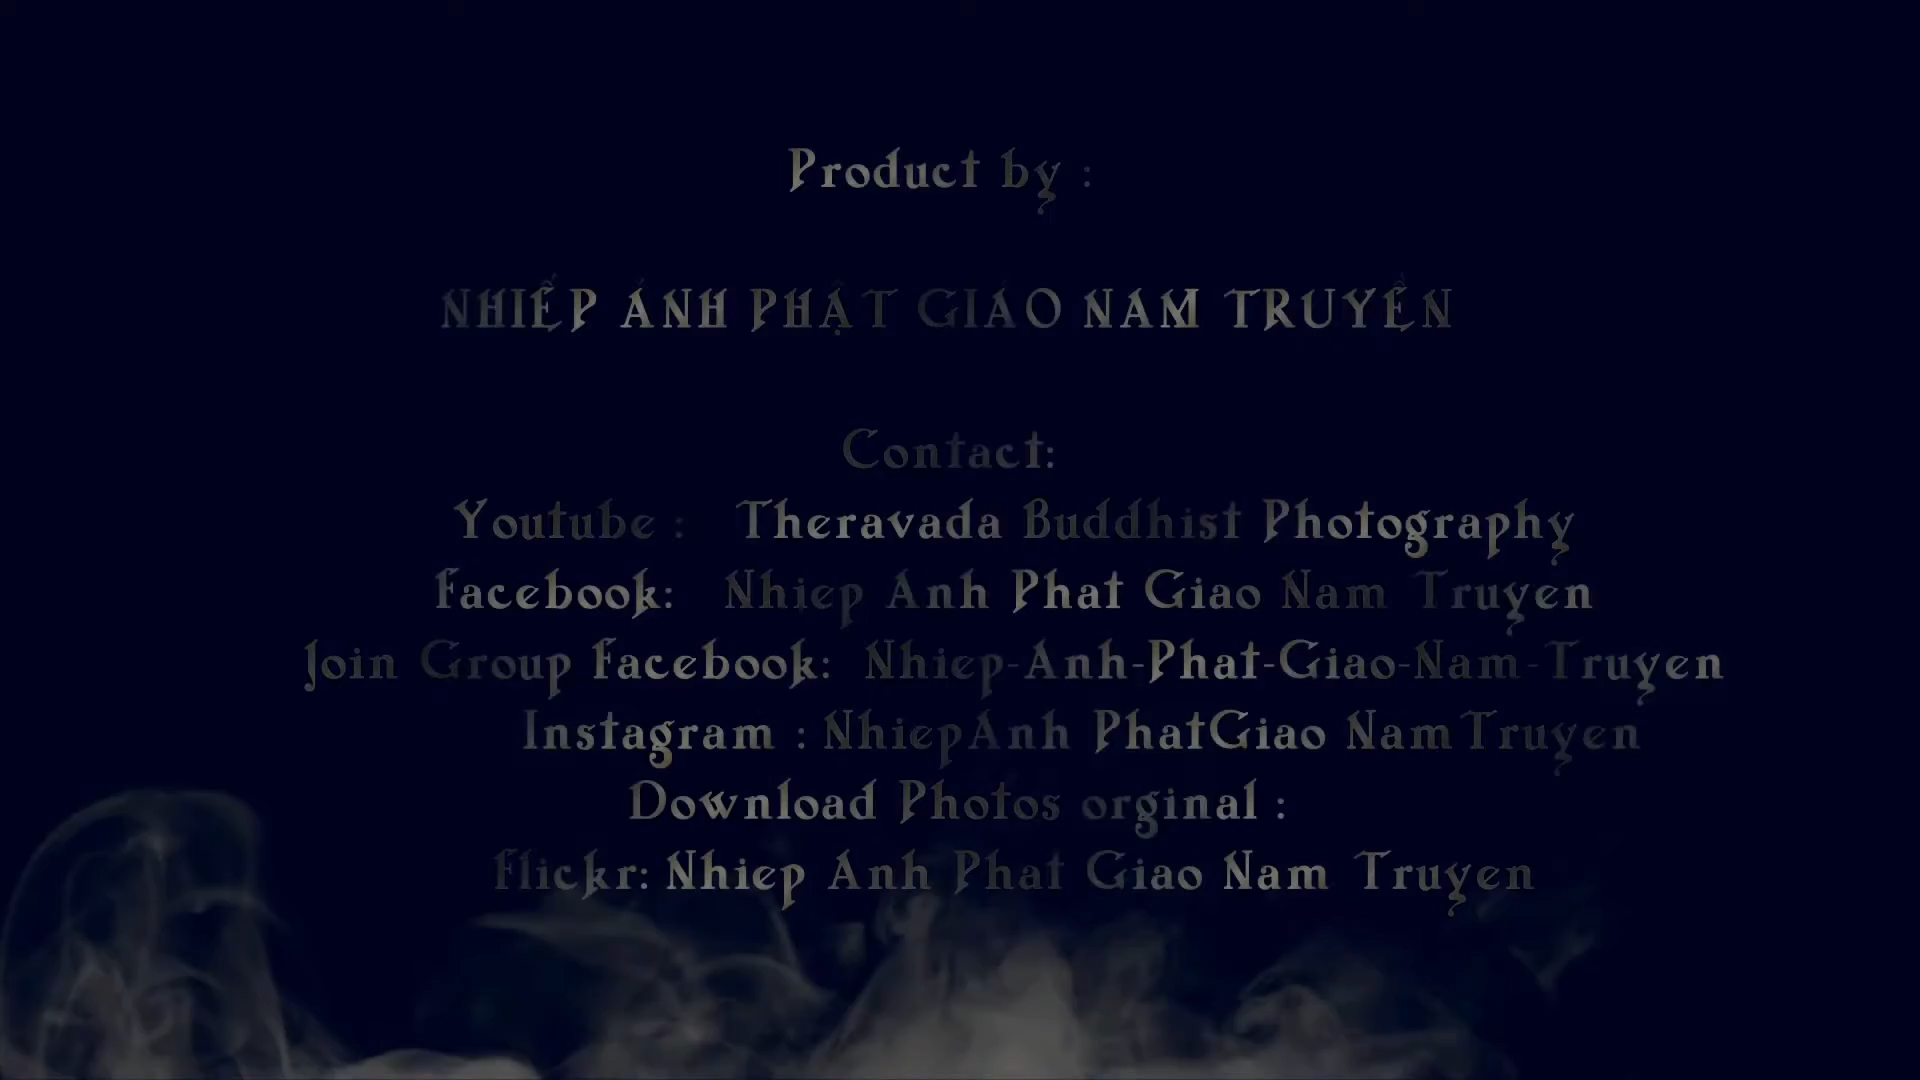 Product by :
NHIẾP ẢNH PHẬT GIÁO NAM TRUYỀN
Contact:
Youtube : Theravada Buddhist Photography
Facebook: Nhiep Anh Phat Giao Nam Truyen
Join Group Facebook: Nhiep-Anh-Phat-Giao-Nam-Truyen
Instagram : NhiepAnh PhatGiao NamTruyen
Download Photos orginal :
Flickr: Nhiep Anh Phat Giao Nam Truyen